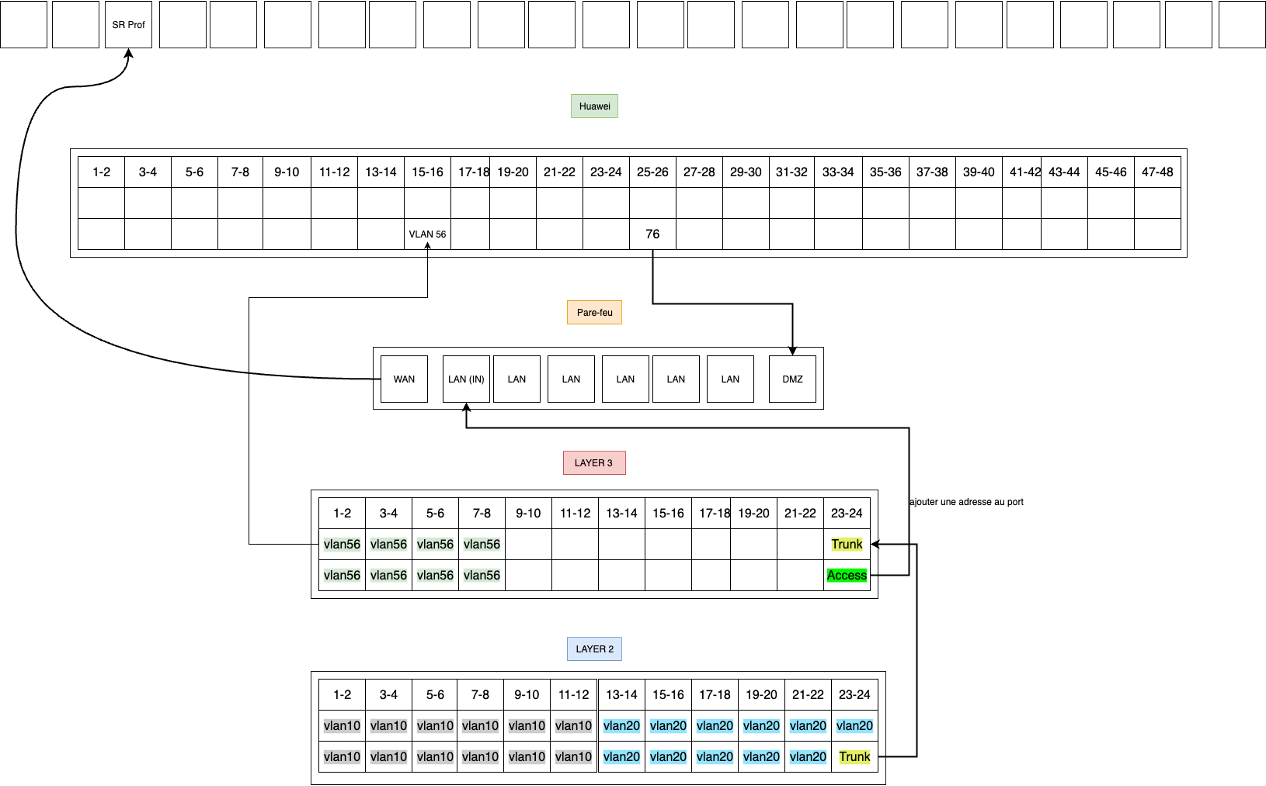 SR Prof
Huawei
1-2 3-4 5-6 7-8 9-10 11-12 13-14 15-16 17-18 19-20 21-22 23-24 25-26 27-28 29-30 31-32 33-34 35-36 37-38 39-40 41-42 43-44 45-46 47-48
VLAN 56 76
Pare-feu
WAN LAN (IN) LAN LAN LAN LAN LAN DMZ
LAYER 3
ajouter une adresse au port
1-2 3-4 5-6 7-8 9-10 11-12 13-14 15-16 17-18 19-20 21-22 23-24
vlan56 vlan56 vlan56 vlan56 Trunk
vlan56 vlan56 vlan56 vlan56 Access
LAYER 2
1-2 3-4 5-6 7-8 9-10 11-12 13-14 15-16 17-18 19-20 21-22 23-24
vlan10 vlan10 vlan10 vlan10 vlan10 vlan10 vlan20 vlan20 vlan20 vlan20 vlan20 vlan20
vlan10 vlan10 vlan10 vlan10 vlan10 vlan10 vlan20 vlan20 vlan20 vlan20 vlan20 Trunk